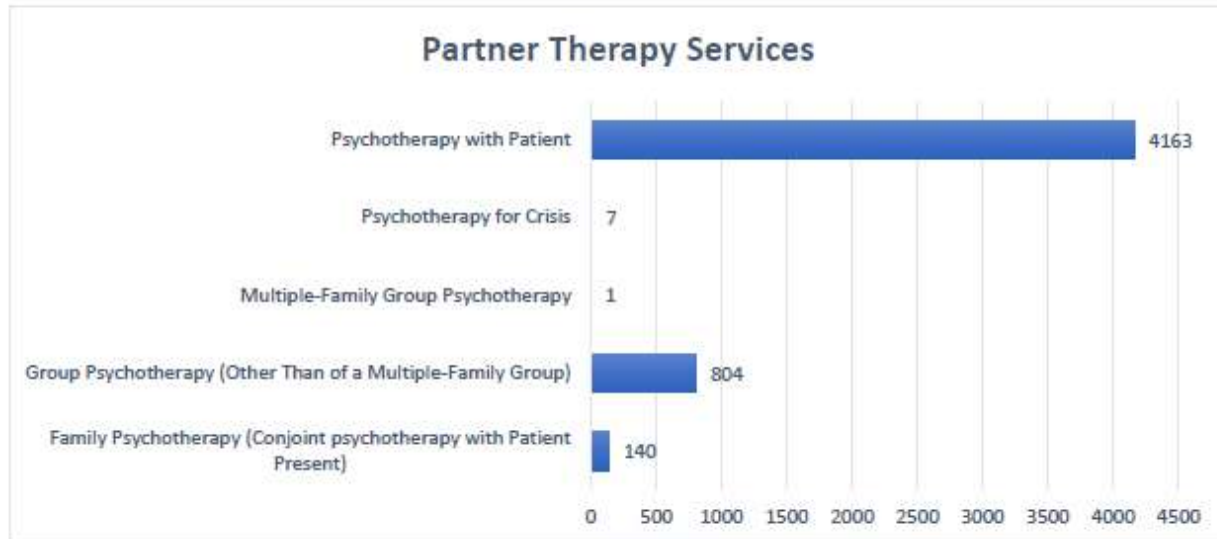 Partner Therapy Services
Psychotherapy with Patient
4163
Psychotherapy for Crisis
7
Multiple-Family Group Psychotherapy
1
Group Psychotherapy (Other Than of a Multiple-Family Group)
804
Family Psychotherapy (Conjoint psychotherapy with Patient
Present)
140
0 500 1000 1500 2000 2500 3000 3500 4000 4500